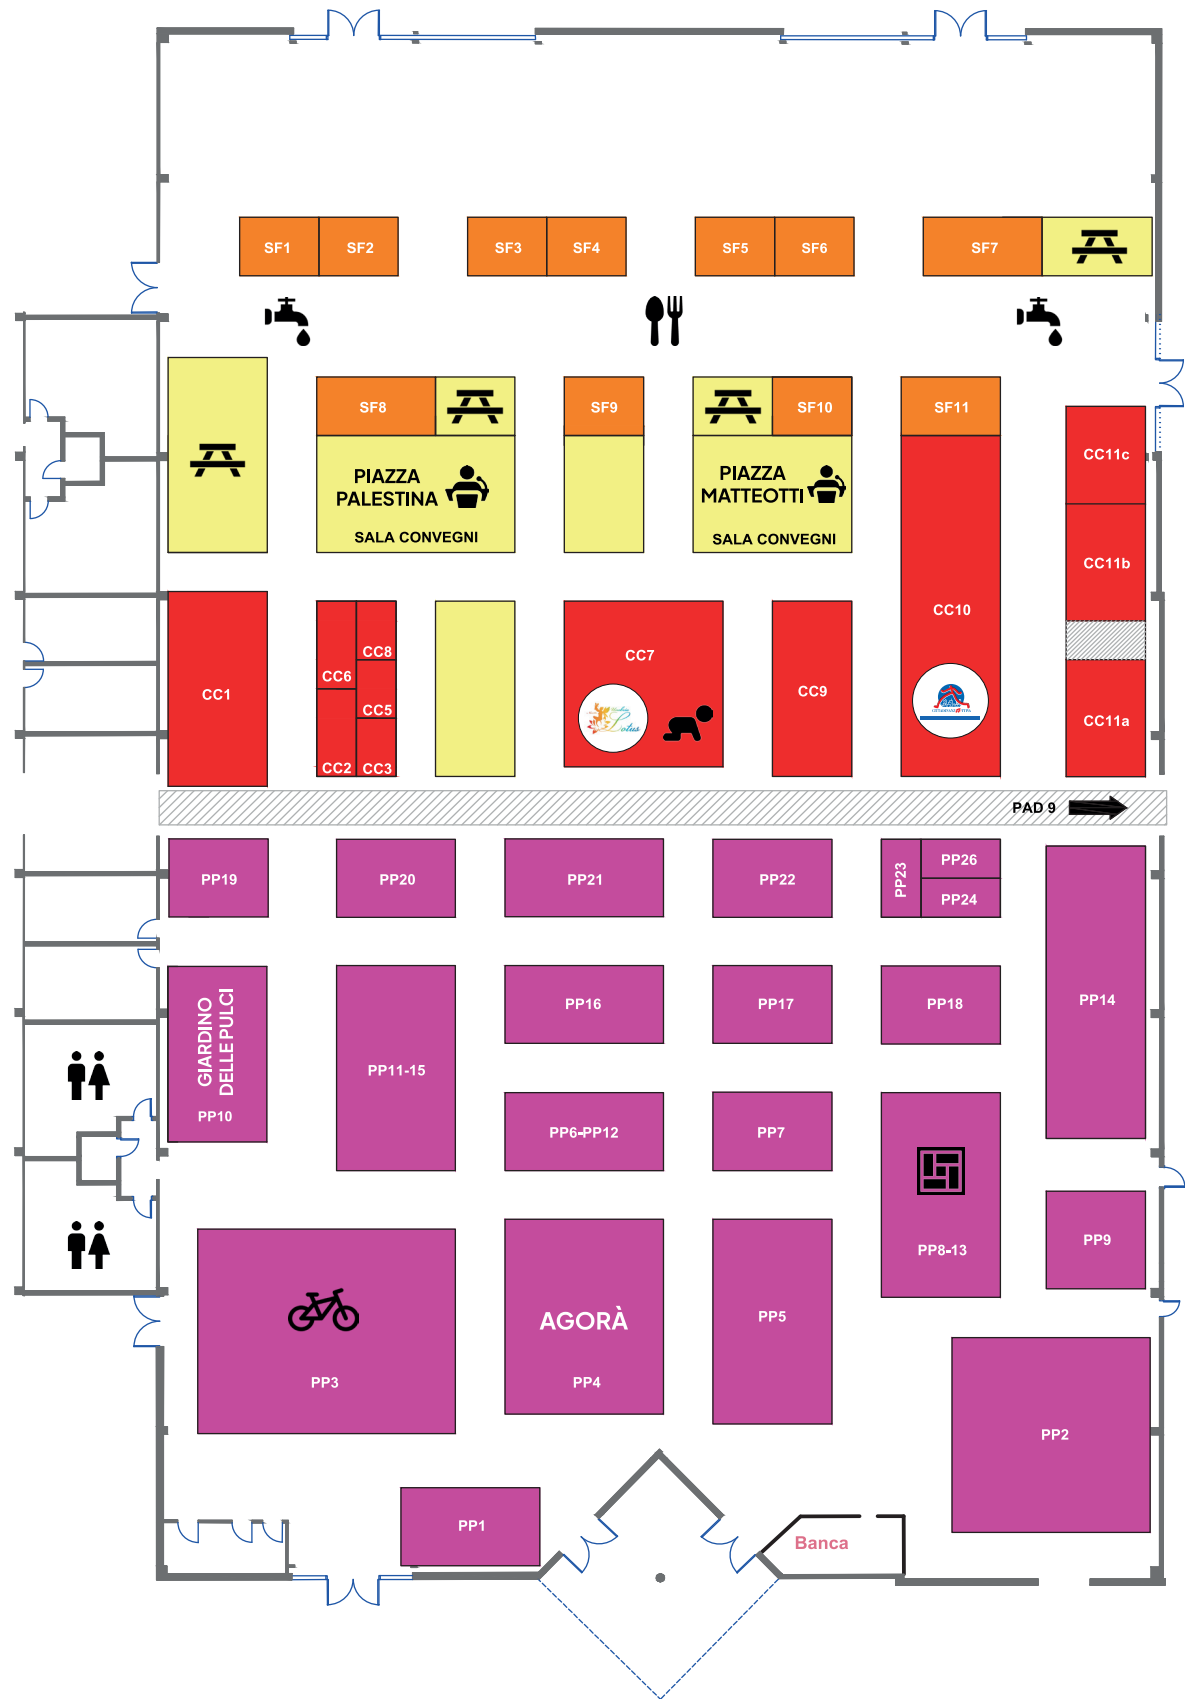 SF1
SF2
SF3
SF4
SF5
SF6
SF7
SF8
SF9
SF10
SF11
CC11c
PIAZZA
PALESTINA
SALA CONVEGNI
PIAZZA
MATTEOTTI
SALA CONVEGNI
CC11b
CC10
CC1
CC6
CC8
CC5
CC2
CC3
CC7
Lotus
CC9
CITTADINANZATTIVA
CC11a
PAD 9
PP19
PP20
PP21
PP22
PP23
PP26
PP24
PP14
GIARDINO
DELLE PULCI
PP10
PP11-15
PP16
PP17
PP18
PP6-PP12
PP7
PP8-13
PP9
PP3
AGORÀ
PP4
PP5
PP2
PP1
Banca